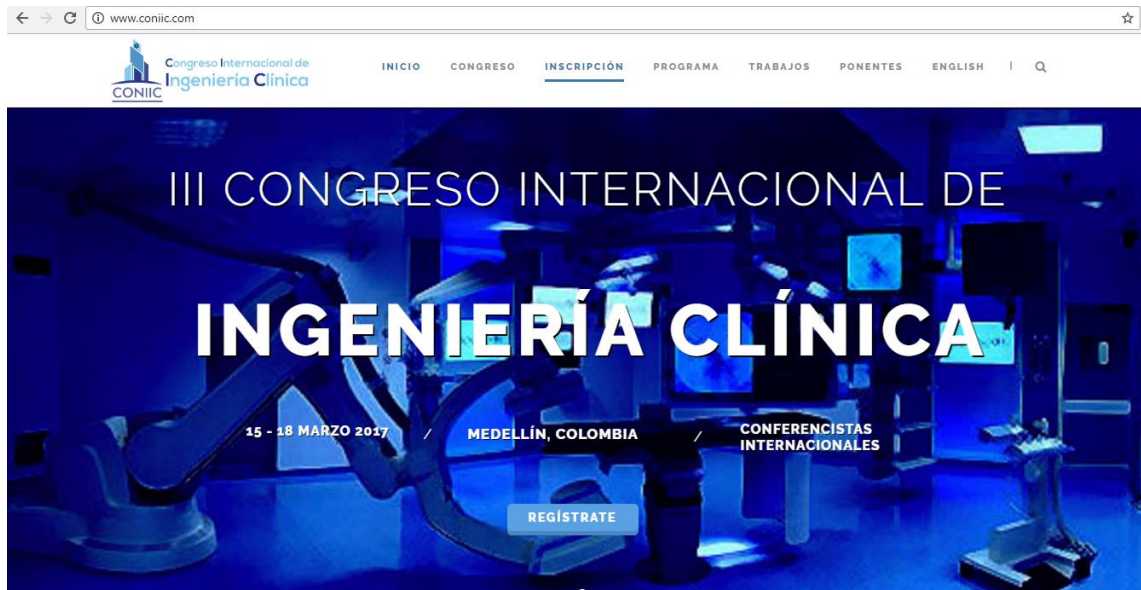 www.coniic.com
Congreso Internacional de
Ingeniería Clínica
CONIIC
INICIO CONGRESO INSCRIPCIÓN PROGRAMA TRABAJOS PONENTES ENGLISH
III CONGRESO INTERNACIONAL DE
INGENIERÍA CLÍNICA
15 - 18 MARZO 2017 / MEDELLÍN, COLOMBIA / CONFERENCISTAS
INTERNACIONALES
REGÍSTRATE